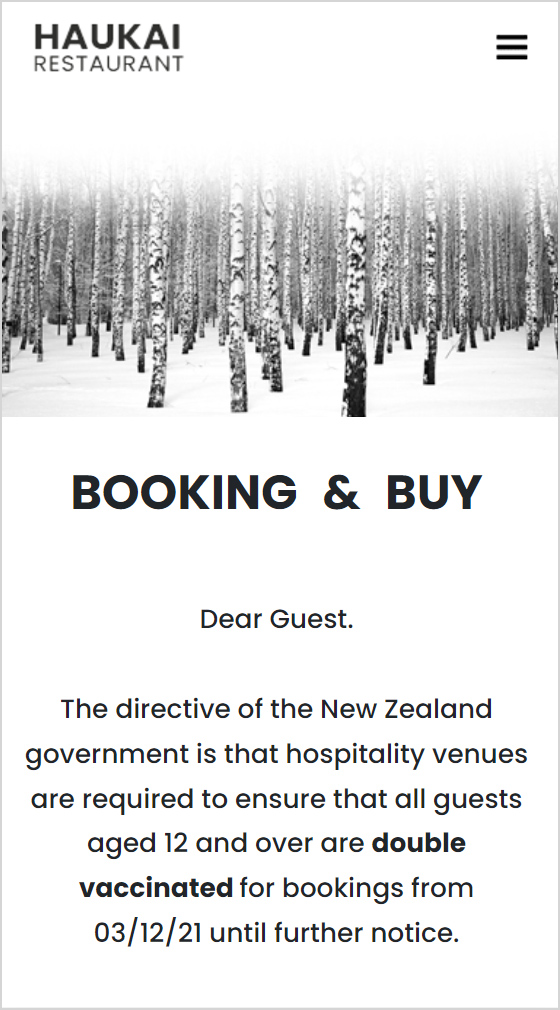 HAUKAI
RESTAURANT
BOOKING & BUY
Dear Guest.
The directive of the New Zealand
government is that hospitality venues
are required to ensure that all guests
aged 12 and over are double
vaccinated for bookings from
03/12/21 until further notice.